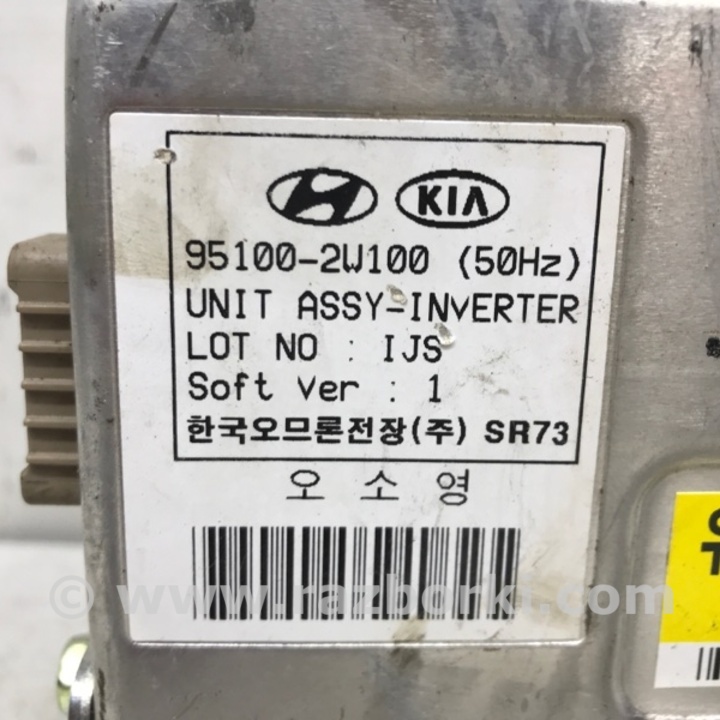 KIA
95100-2W100 (50Hz)
UNIT ASSY-INVERTER
LOT NO : IJS
Soft Ver : 1
한국오므론전장(주) SR73
오소영
© www.razborki.com